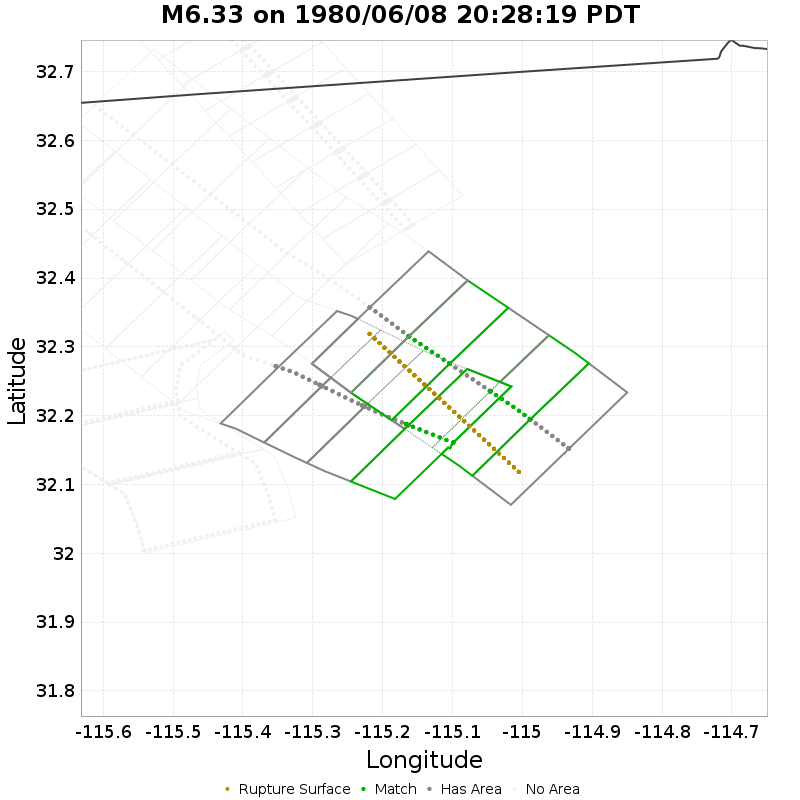 M6.33 on 1980/06/08 20:28:19 PDT
32.7
32.6
32.5
32.4
32.3
32.2
32.1
32
31.9
31.8
Latitude
-115.6 -115.5 -115.4 -115.3 -115.2 -115.1 -115 -114.9 -114.8 -114.7
Longitude
Rupture Surface Match Has Area No Area